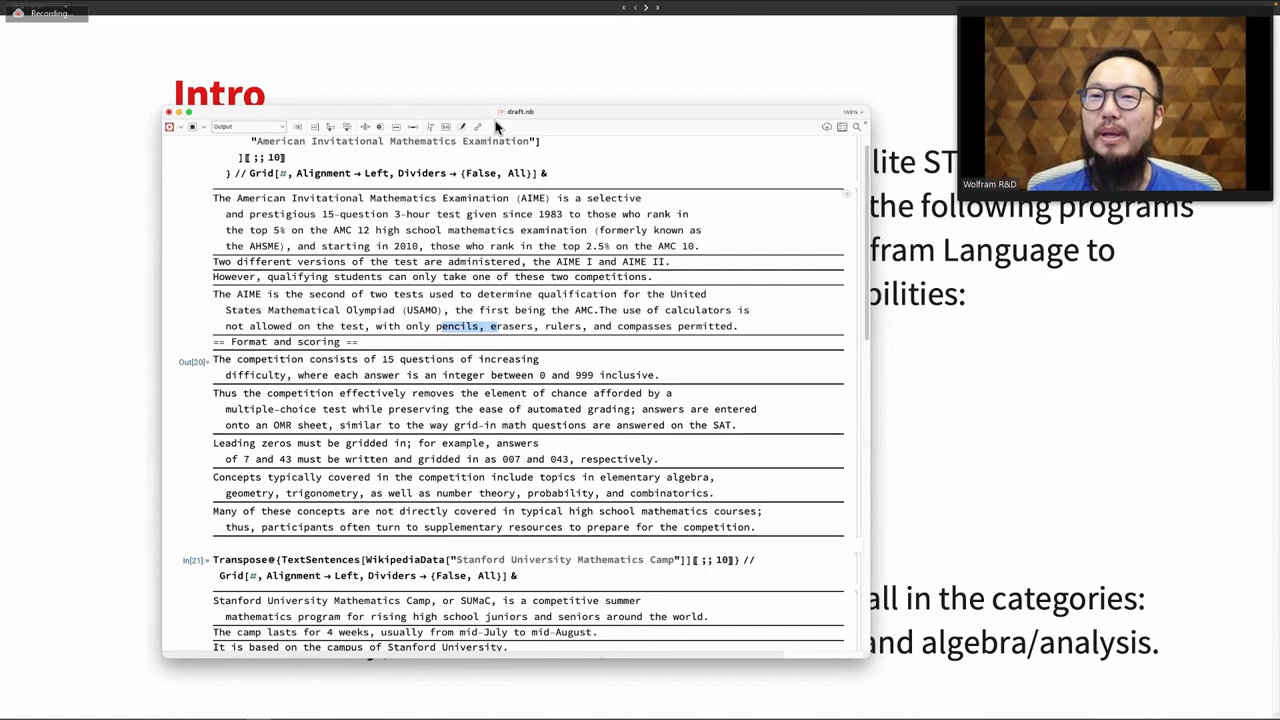 Recording...
Intro
draft.nb
159%
Output
"American Invitational Mathematics Examination"]
]〚 ;; 10〛
} // Grid[#, Alignment → Left, Dividers → {False, All}] &
The American Invitational Mathematics Examination (AIME) is a selective
and prestigious 15-question 3-hour test given since 1983 to those who rank in
the top 5% on the AMC 12 high school mathematics examination (formerly known as
the AHSME), and starting in 2010, those who rank in the top 2.5% on the AMC 10.
Two different versions of the test are administered, the AIME I and AIME II.
However, qualifying students can only take one of these two competitions.
The AIME is the second of two tests used to determine qualification for the United
States Mathematical Olympiad (USAMO), the first being the AMC.The use of calculators is
not allowed on the test, with only pencils, erasers, rulers, and compasses permitted.
== Format and scoring ==
Out[20]=
The competition consists of 15 questions of increasing
difficulty, where each answer is an integer between 0 and 999 inclusive.
Thus the competition effectively removes the element of chance afforded by a
multiple-choice test while preserving the ease of automated grading; answers are entered
onto an OMR sheet, similar to the way grid-in math questions are answered on the SAT.
Leading zeros must be gridded in; for example, answers
of 7 and 43 must be written and gridded in as 007 and 043, respectively.
Concepts typically covered in the competition include topics in elementary algebra,
geometry, trigonometry, as well as number theory, probability, and combinatorics.
Many of these concepts are not directly covered in typical high school mathematics courses;
thus, participants often turn to supplementary resources to prepare for the competition.
In[21]:= Transpose@{TextSentences[WikipediaData["Stanford University Mathematics Camp"]]〚 ;; 10〛} //
Grid[#, Alignment → Left, Dividers → {False, All}] &
Stanford University Mathematics Camp, or SUMaC, is a competitive summer
mathematics program for rising high school juniors and seniors around the world.
The camp lasts for 4 weeks, usually from mid-July to mid-August.
It is based on the campus of Stanford University.
Wolfram R&D
lite ST
the following programs
fram Language to
bilities:
all in the categories:
and algebra/analysis.